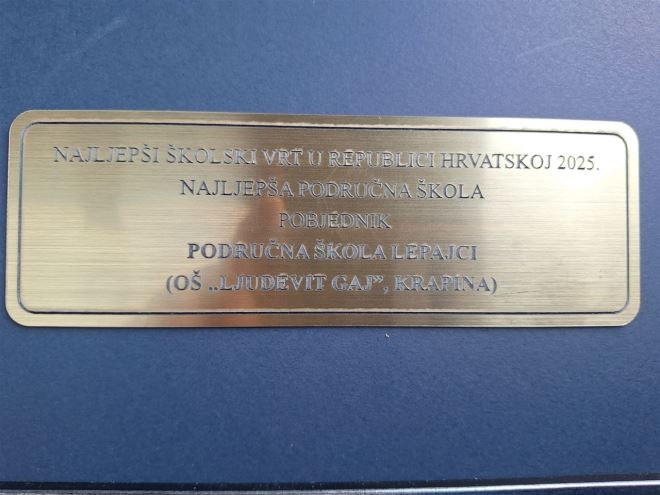 NAJLJEPŠI ŠKOLSKI VRT U REPUBLICI HRVATSKOJ 2025.
NAJLJEPŠA PODRUČNA ŠKOLA
POBJEDNIK
PODRUČNA ŠKOLA LEPAJCI
(OŠ „LJUDEVIT GAJ”, KRAPINA)